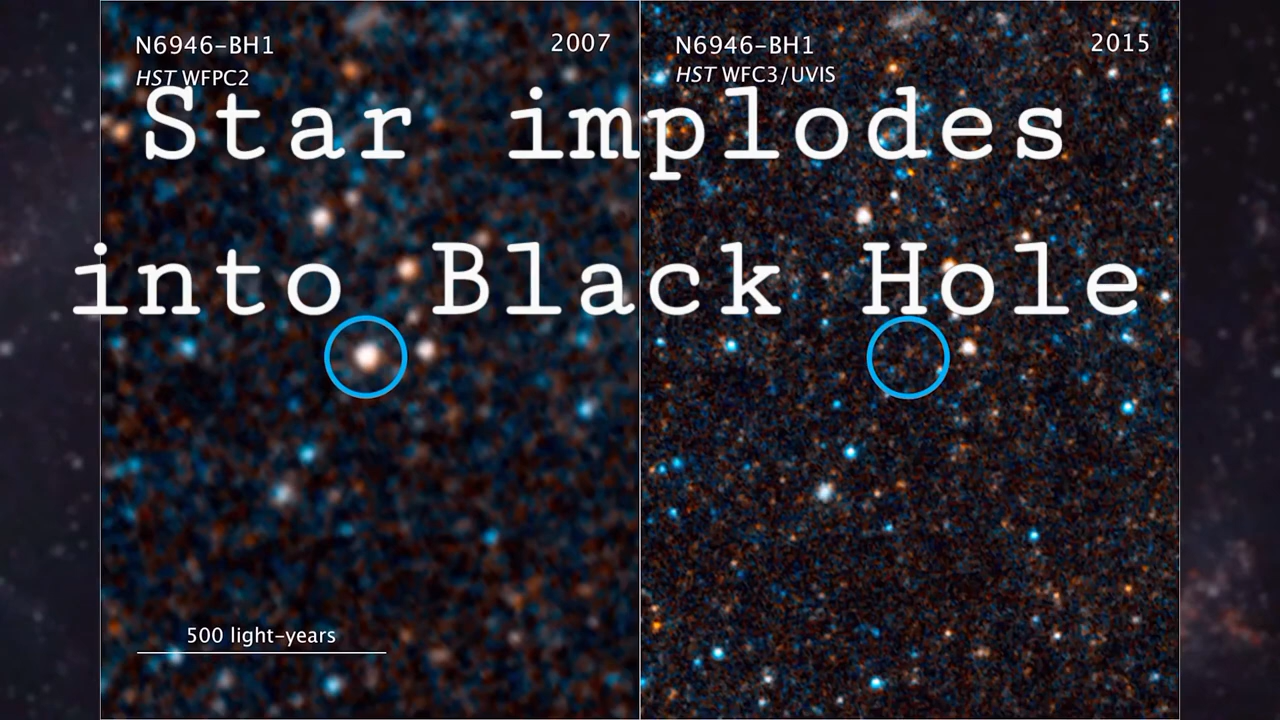 N6946-BH1
2007
HST WFPC2
N6946-BH1
2015
HST WFC3/UVIS
Star implodes
into Black Hole
500 light-years